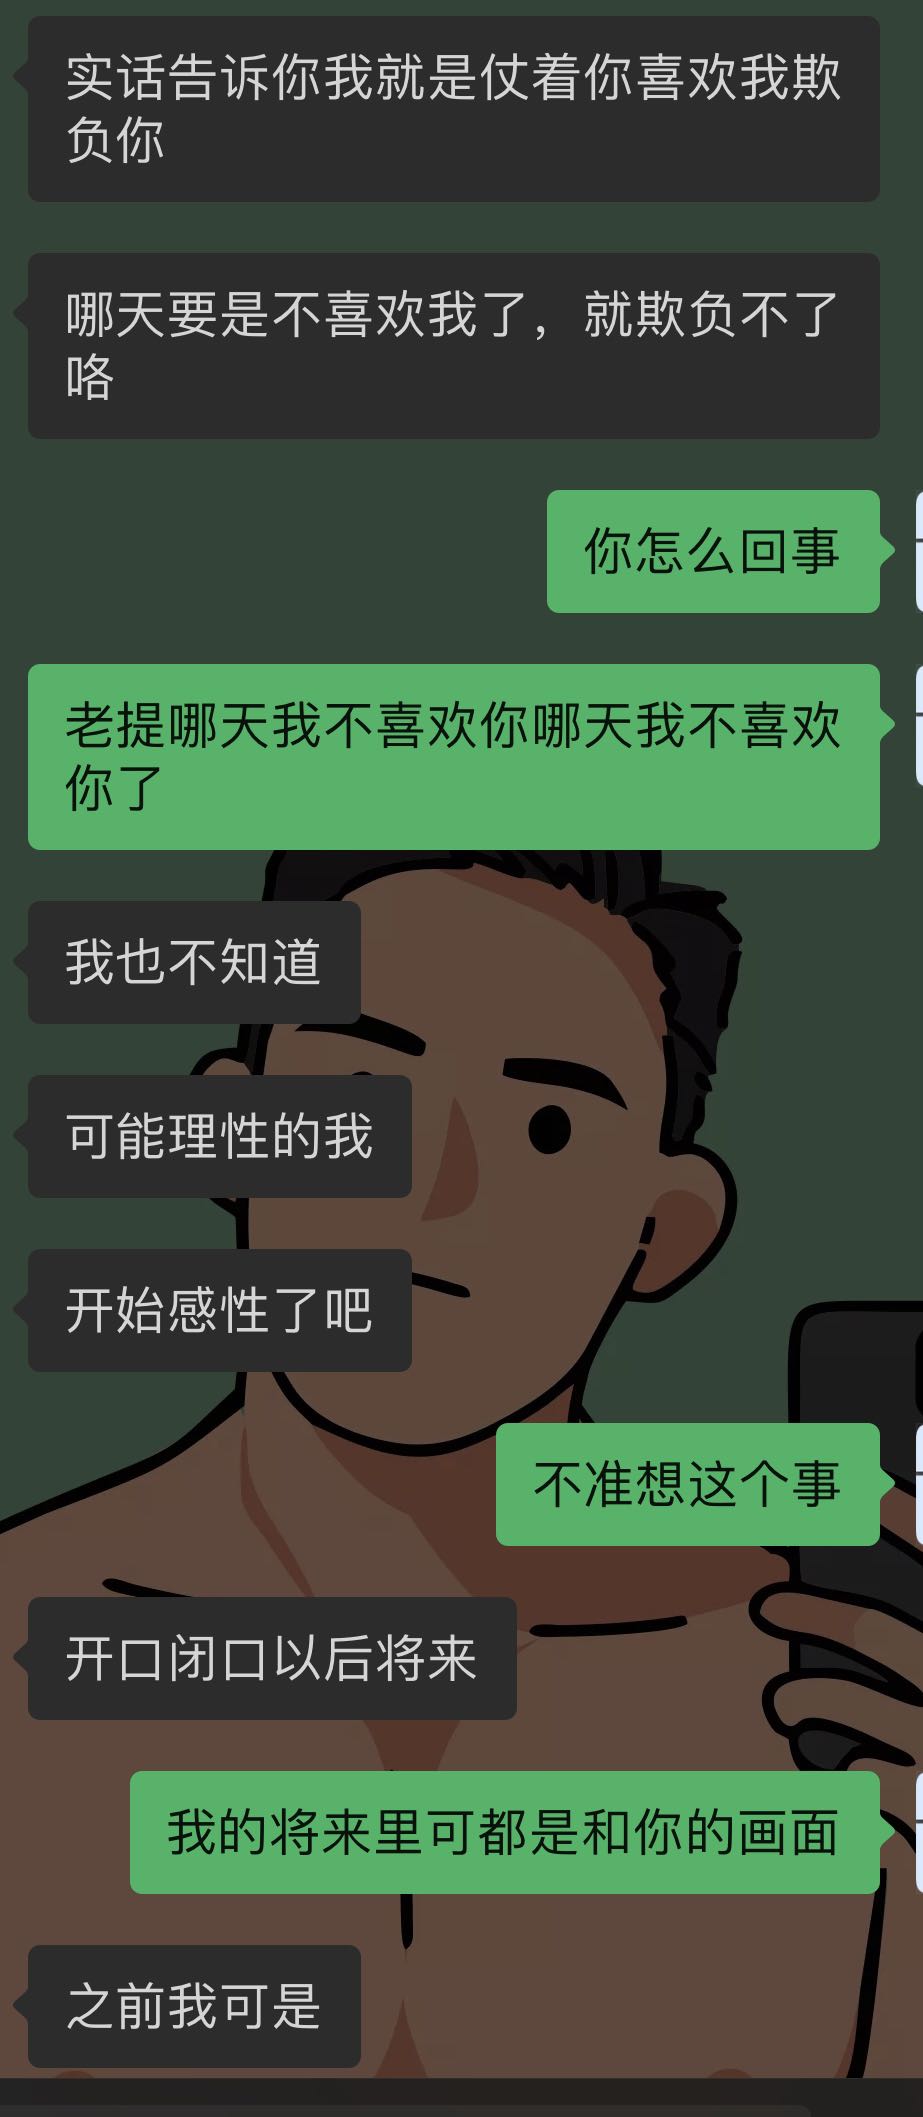 实话告诉你我就是仗着你喜欢我欺
负你
哪天要是不喜欢我了，就欺负不了
咯
你怎么回事
老提哪天我不喜欢你哪天我不喜欢
你了
我也不知道
可能理性的我
开始感性了吧
不准想这个事
开口闭口以后将来
我的将来里可都是和你的画面
之前我可是